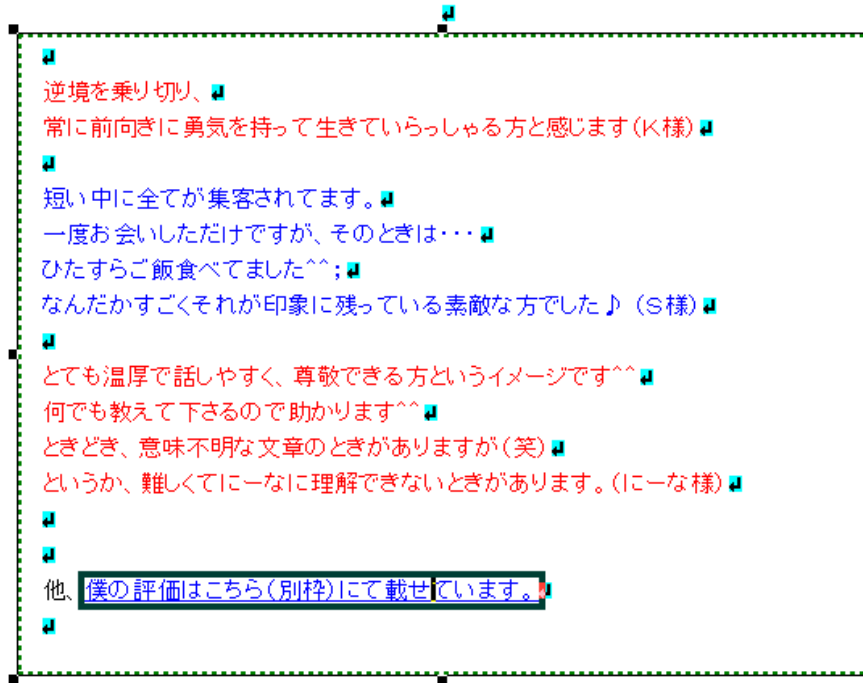 逆境を乗り切り、
常に前向きに勇気を持って生きていらっしゃる方と感じます(K様)
短い中に全てが集客されてます。
一度お会いしただけですが、そのときは・・・
ひたすらご飯食べてました^^;
なんだかすごくそれが印象に残っている素敵な方でした♪ (S様)
とても温厚で話しやすく、尊敬できる方というイメージです^^
何でも教えて下さるので助かります^^
ときどき、意味不明な文章のときがありますが(笑)
というか、難しくてにーなに理解できないときがあります。(にーな様)
他、僕の評価はこちら(別枠)にて載せています。